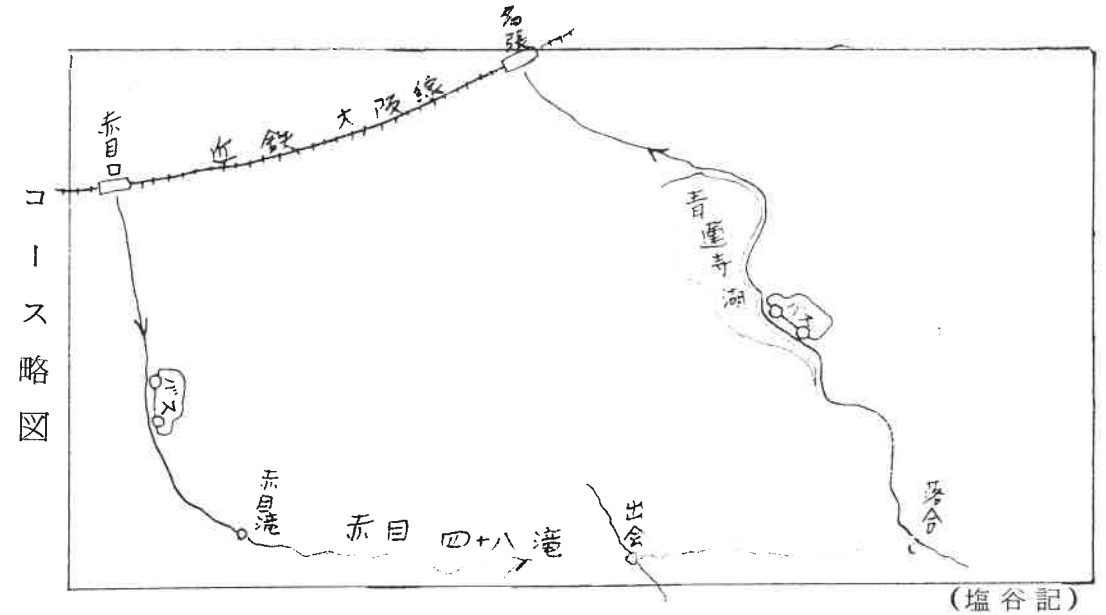 コース略図
名張
近鉄大阪線
赤目口
青蓮寺湖
バス
バス
赤目滝
赤目 四十八滝
出会
落合
(塩谷記)